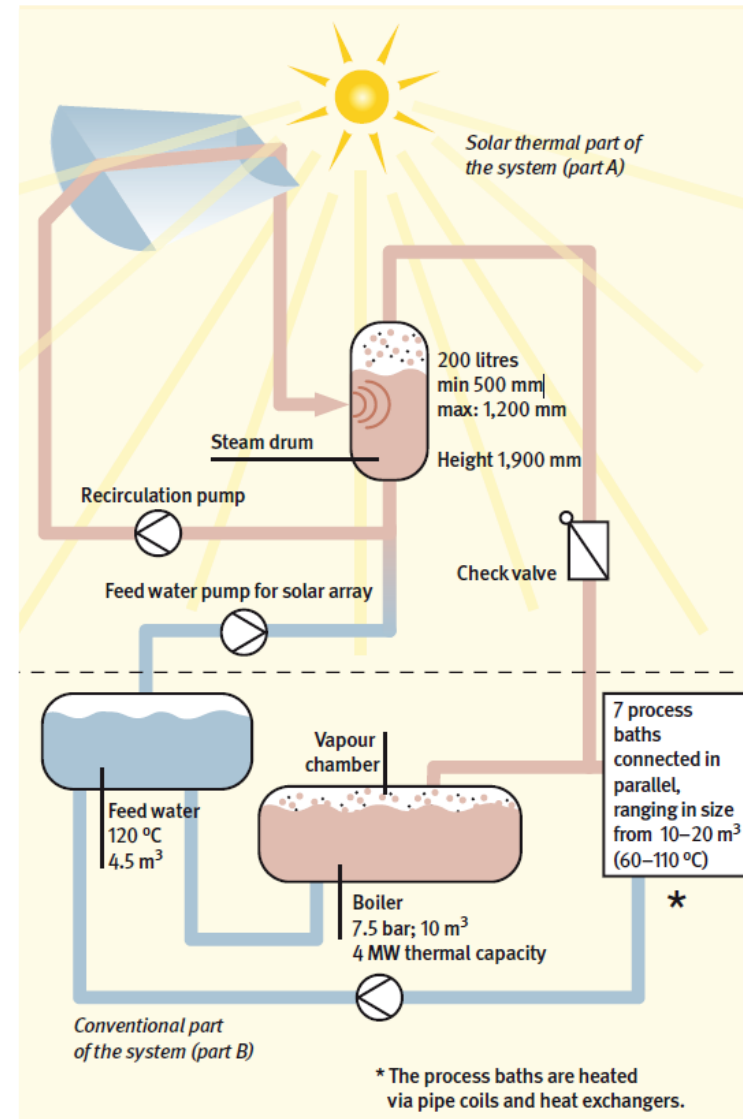 Solar thermal part of
the system (part A)
200 litres
min 500 mm
max: 1,200 mm
Height 1,900 mm
Steam drum
Recirculation pump
Check valve
Feed water pump for solar array
7 process
baths
connected in
parallel,
ranging in size
from 10–20 m³
(60–110 ºC)
*
Vapour
chamber
Feed water
120 ºC
4.5 m³
Boiler
7.5 bar; 10 m³
4 MW thermal capacity
Conventional part
of the system (part B)
* The process baths are heated
via pipe coils and heat exchangers.